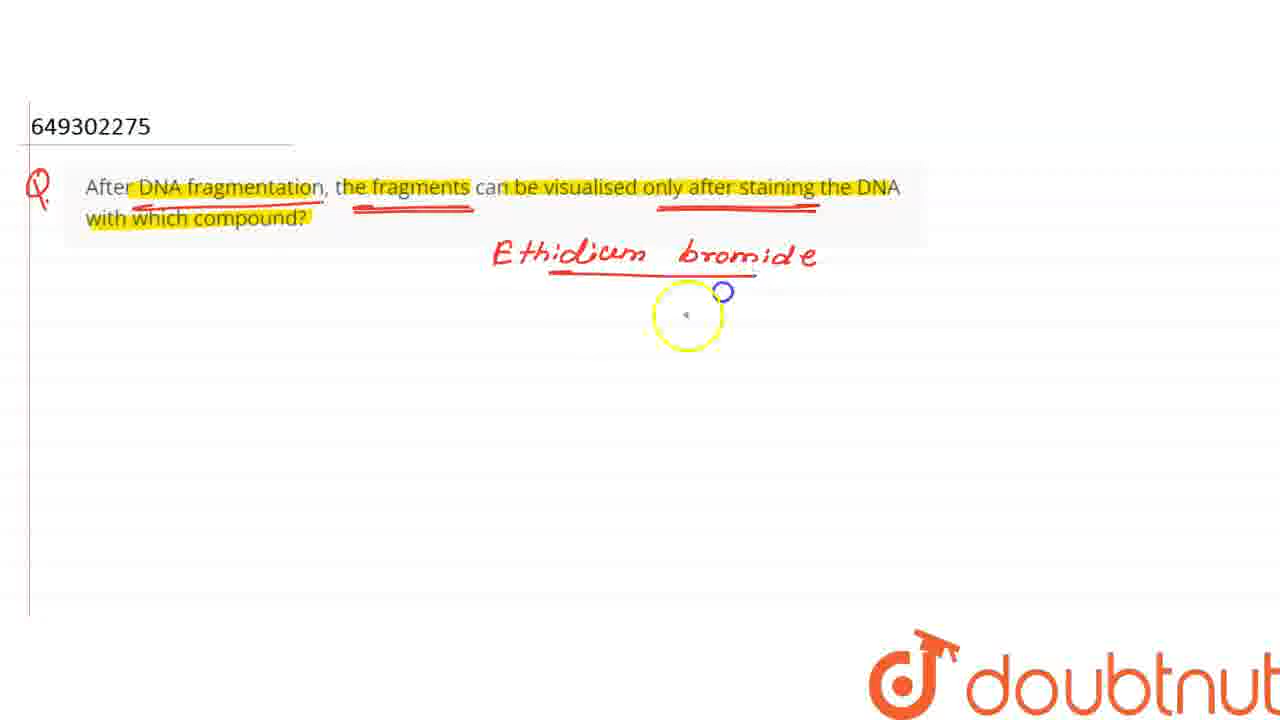 649302275
Q. After DNA fragmentation, the fragments can be visualised only after staining the DNA
with which compound?
Ethidium bromide
doubtnut